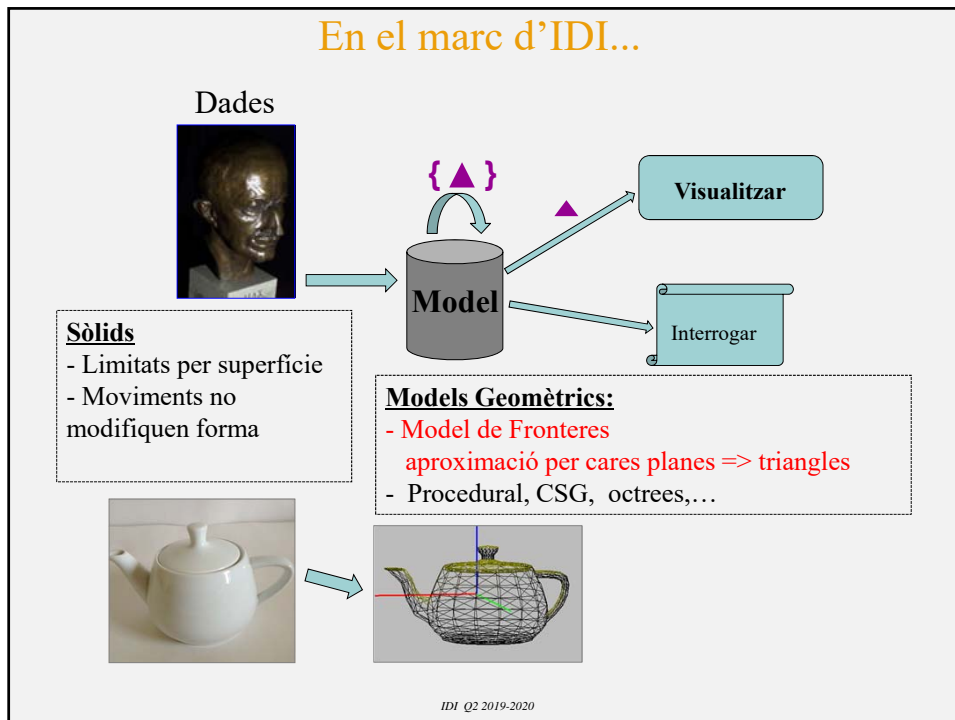 En el marc d’IDI...
Dades
{ ▲ }
Visualitzar
Model
Interrogar
Sòlids
- Limitats per superfície
- Moviments no
modifiquen forma
Models Geomètrics:
- Model de Fronteres
aproximació per cares planes => triangles
- Procedural, CSG, octrees,…
IDI Q2 2019-2020